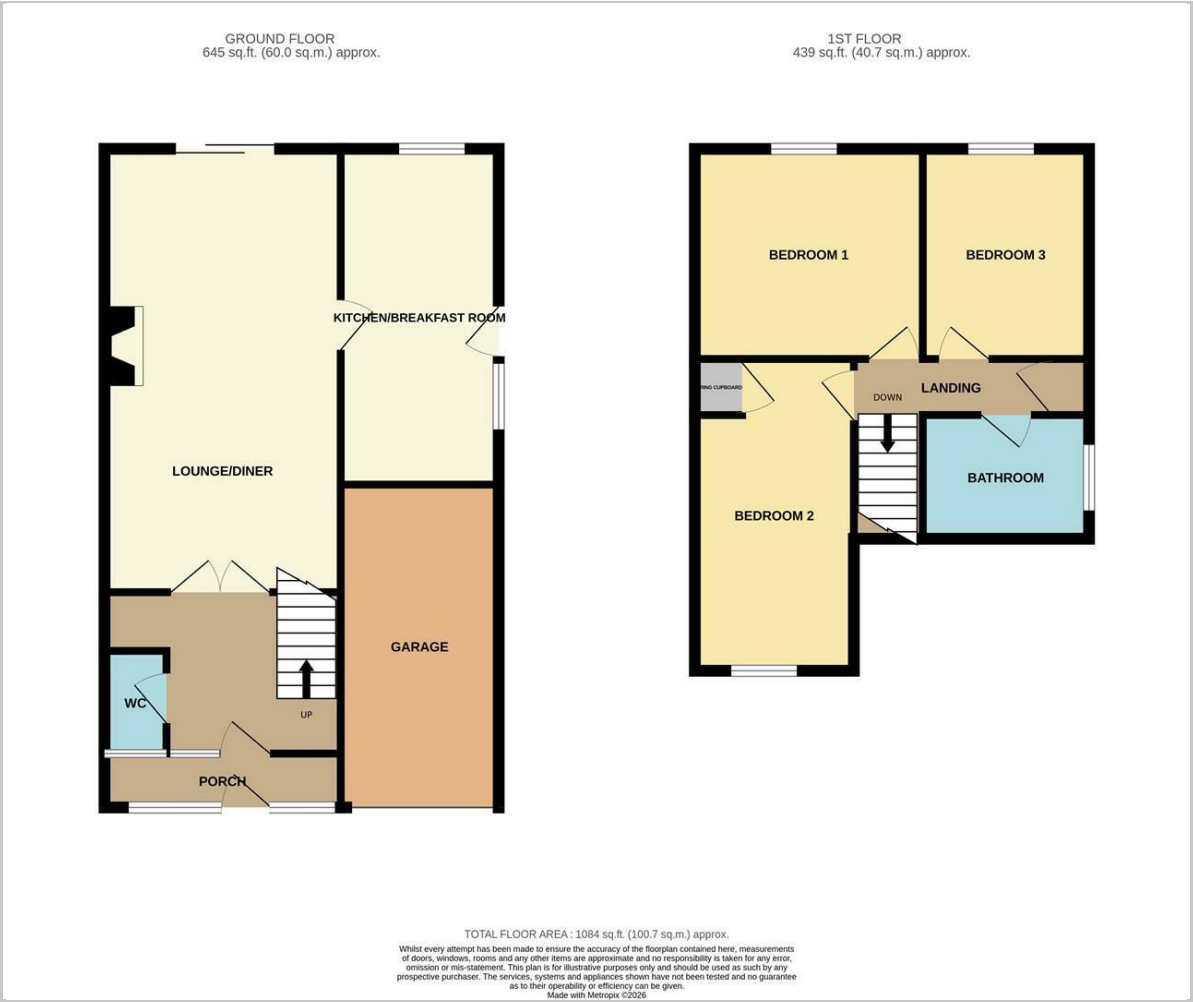 GROUND FLOOR
645 sq.ft. (60.0 sq.m.) approx.
1ST FLOOR
439 sq.ft. (40.7 sq.m.) approx.
KITCHEN/BREAKFAST ROOM
LOUNGE/DINER
GARAGE
WC
UP
PORCH
BEDROOM 1
BEDROOM 3
RING CUPBOARD
LANDING
DOWN
BATHROOM
BEDROOM 2
TOTAL FLOOR AREA : 1084 sq.ft. (100.7 sq.m.) approx.
Whilst every attempt has been made to ensure the accuracy of the floorplan contained here, measurements
of doors, windows, rooms and any other items are approximate and no responsibility is taken for any error,
omission or mis-statement. This plan is for illustrative purposes only and should be used as such by any
prospective purchaser. The services, systems and appliances shown have not been tested and no guarantee
as to their operability or efficiency can be given.
Made with Metropix ©2026